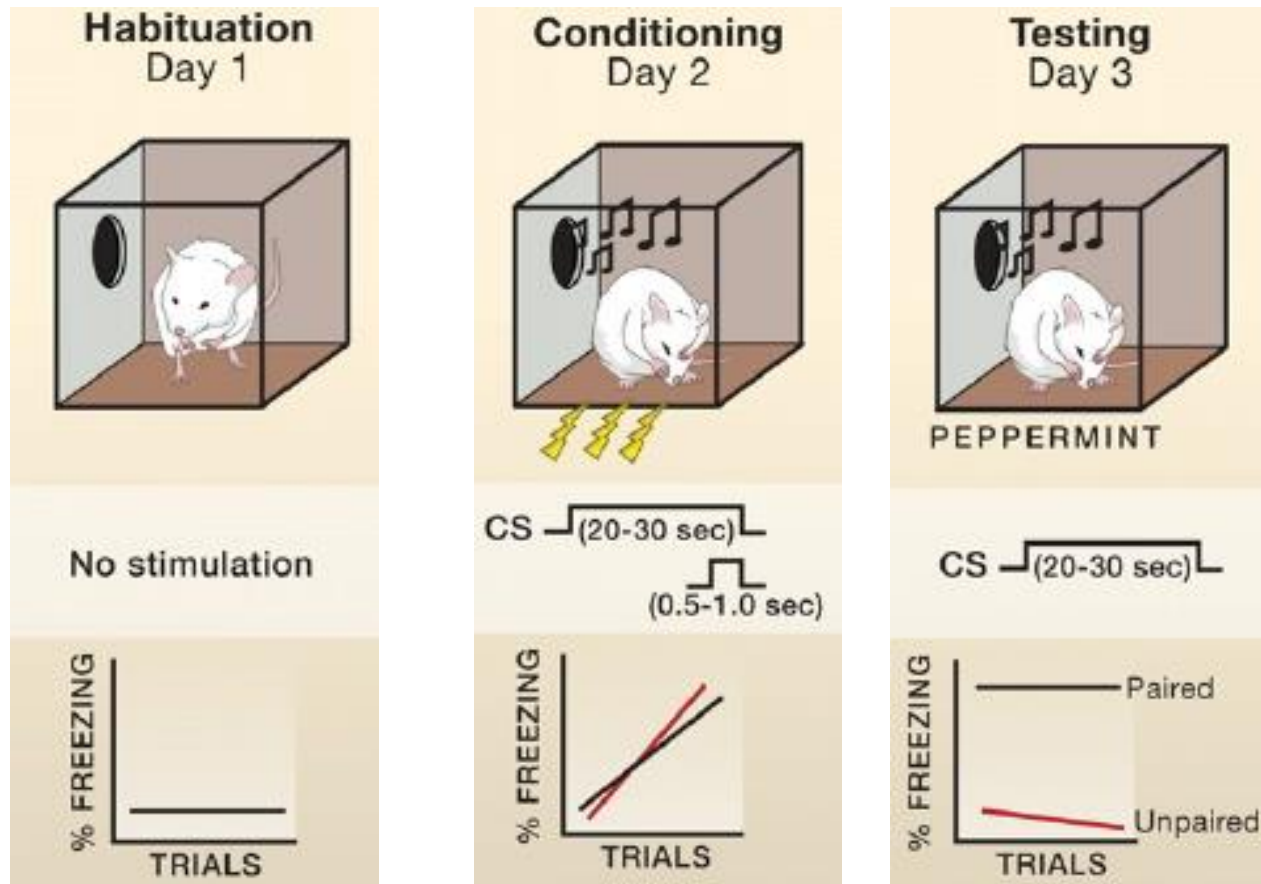 Habituation
Day 1
No stimulation
% FREEZING
TRIALS
Conditioning
Day 2
CS (20-30 sec)
(0.5-1.0 sec)
% FREEZING
TRIALS
Testing
Day 3
PEPPERMINT
CS (20-30 sec)
% FREEZING
Paired
Unpaired
TRIALS